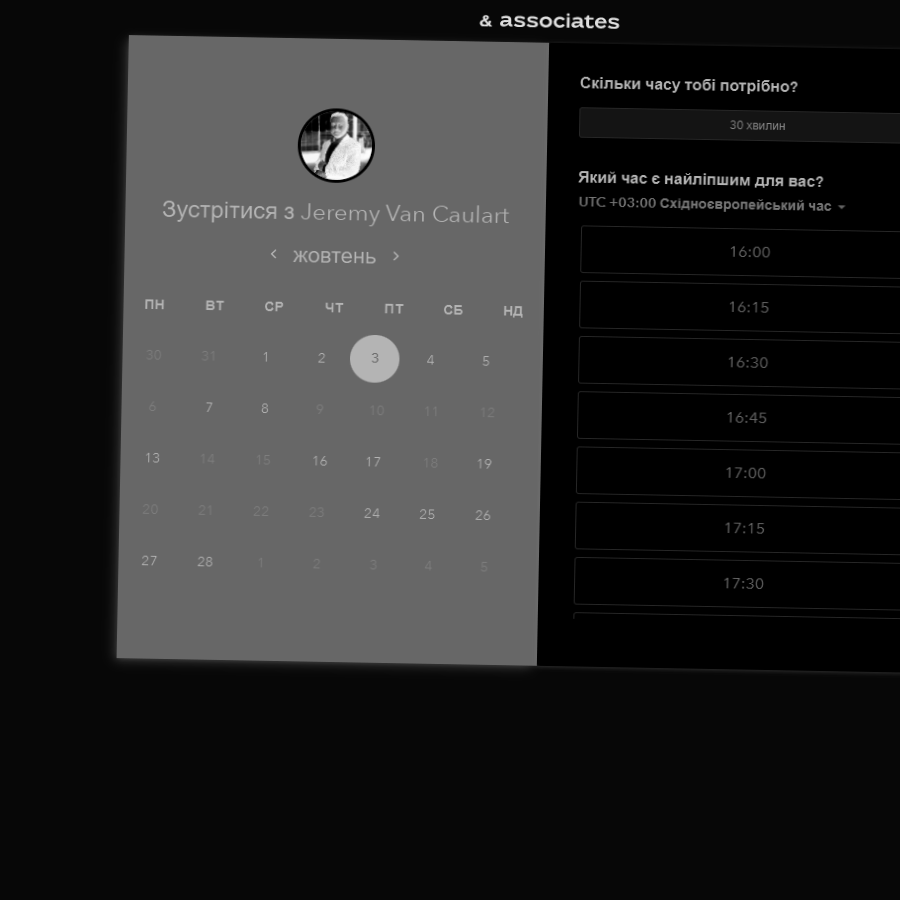 & associates
Зустрітися з Jeremy Van Caulart
жовтень
ПН ВТ СР ЧТ ПТ СБ НД
30 31 1 2 3 4 5
6 7 8 9 10 11 12
13 14 15 16 17 18 19
20 21 22 23 24 25 26
27 28 1 2 3 4 5
Скільки часу тобі потрібно?
30 хвилин
Який час є найліпшим для вас?
UTC +03:00 Східноєвропейський час
16:00
16:15
16:30
16:45
17:00
17:15
17:30